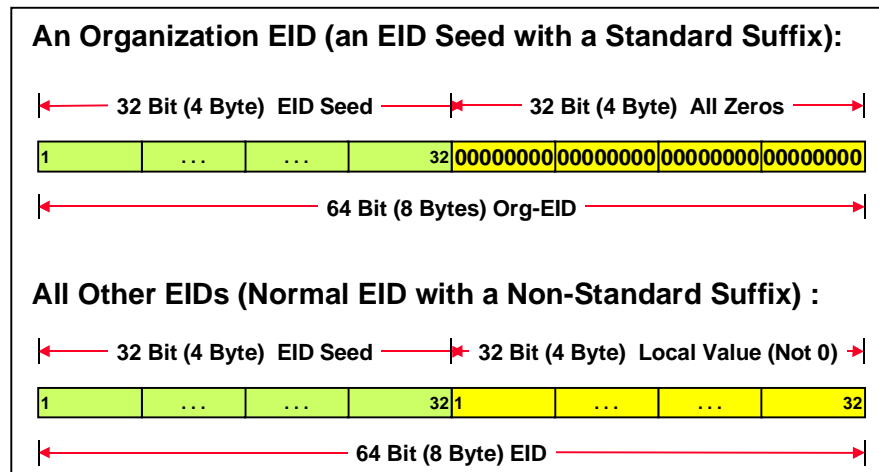 An Organization EID (an EID Seed with a Standard Suffix):
32 Bit (4 Byte) EID Seed 32 Bit (4 Byte) All Zeros
1 ... ... 32 00000000 00000000 00000000 00000000
64 Bit (8 Bytes) Org-EID
All Other EIDs (Normal EID with a Non-Standard Suffix) :
32 Bit (4 Byte) EID Seed 32 Bit (4 Byte) Local Value (Not 0)
1 ... ... 32 1 ... ... 32
64 Bit (8 Byte) EID